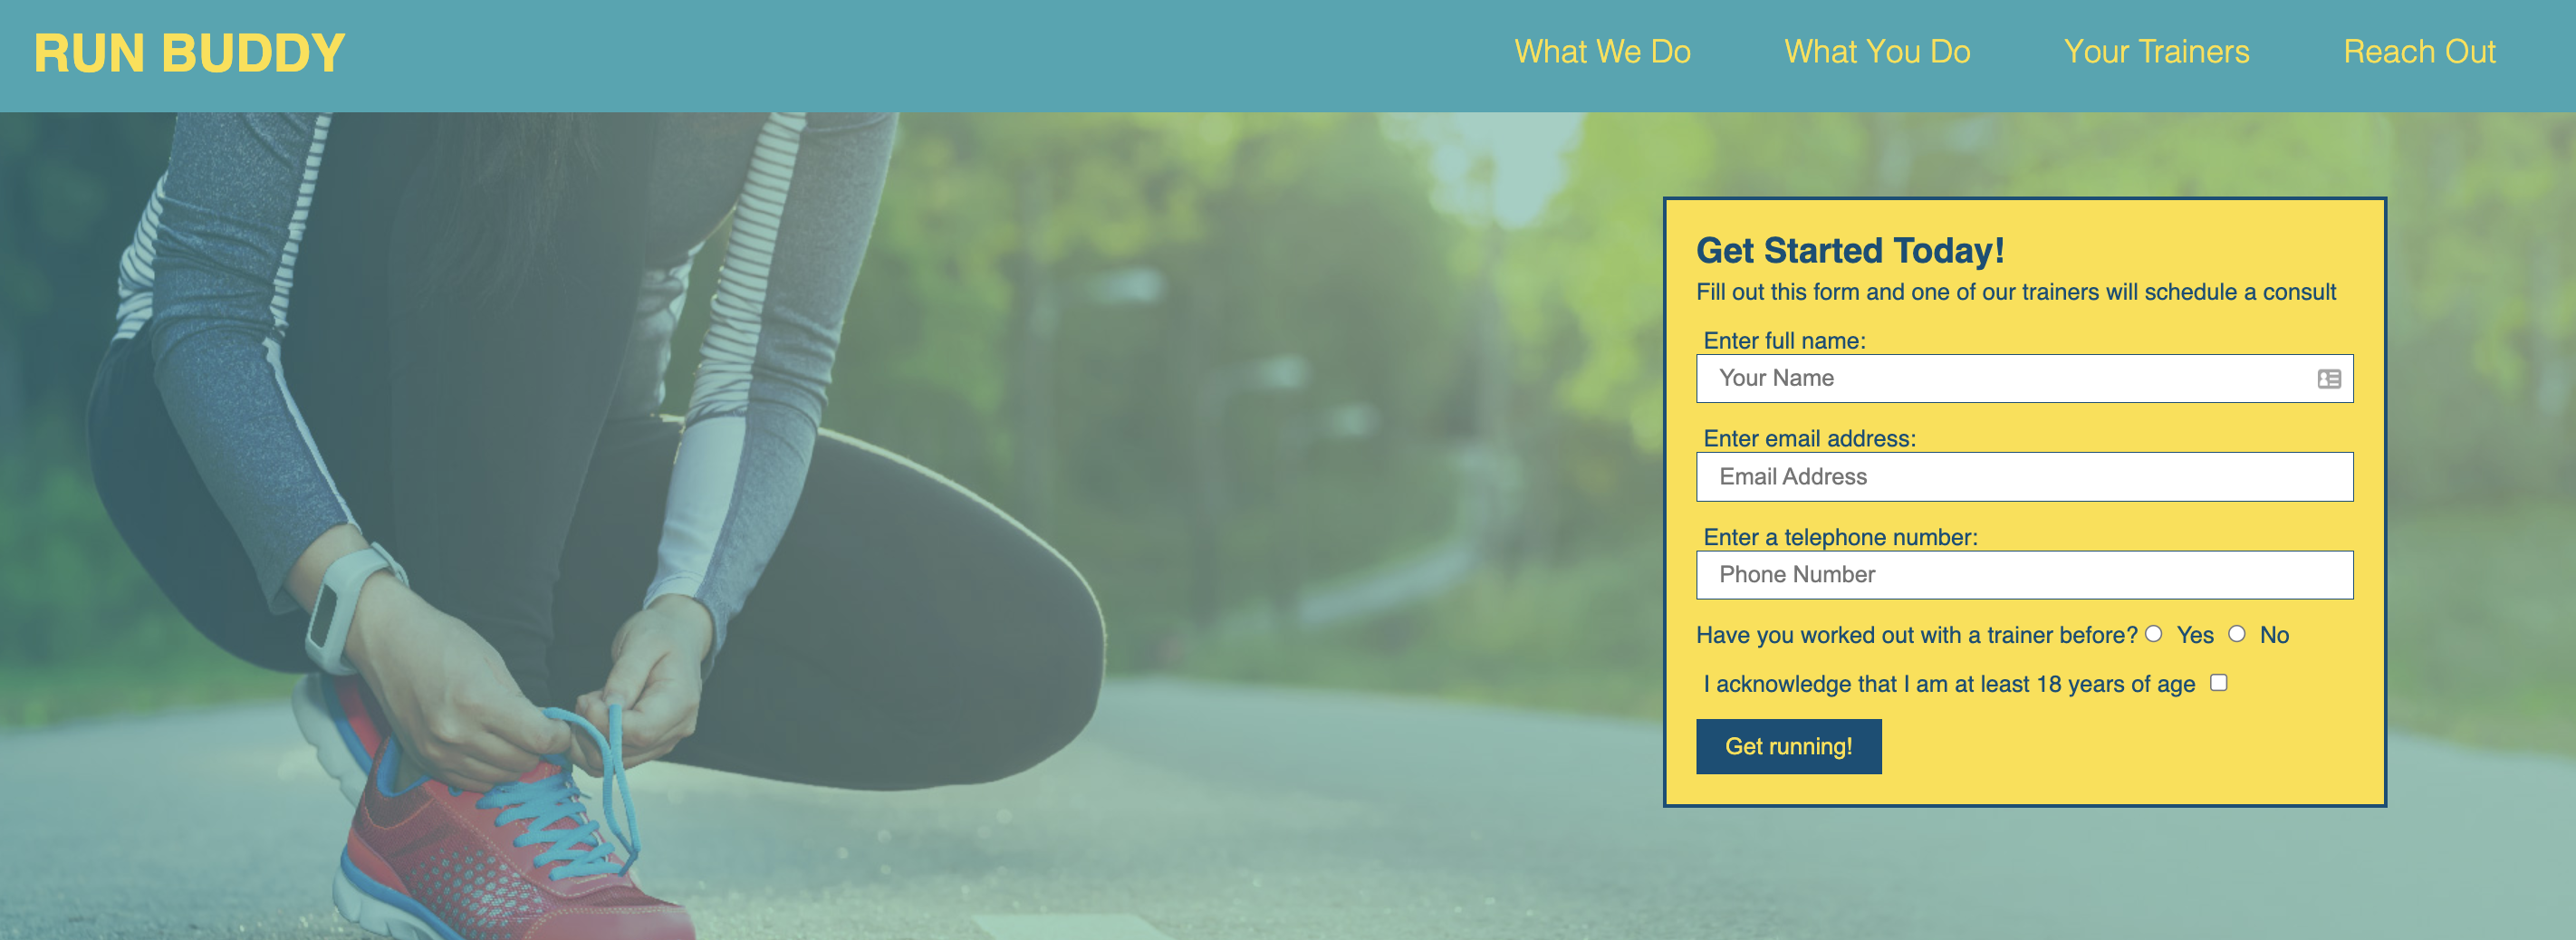 RUN BUDDY
What We Do What You Do Your Trainers Reach Out
Get Started Today!
Fill out this form and one of our trainers will schedule a consult
Enter full name:
Your Name
Enter email address:
Email Address
Enter a telephone number:
Phone Number
Have you worked out with a trainer before? Yes No
I acknowledge that I am at least 18 years of age
Get running!